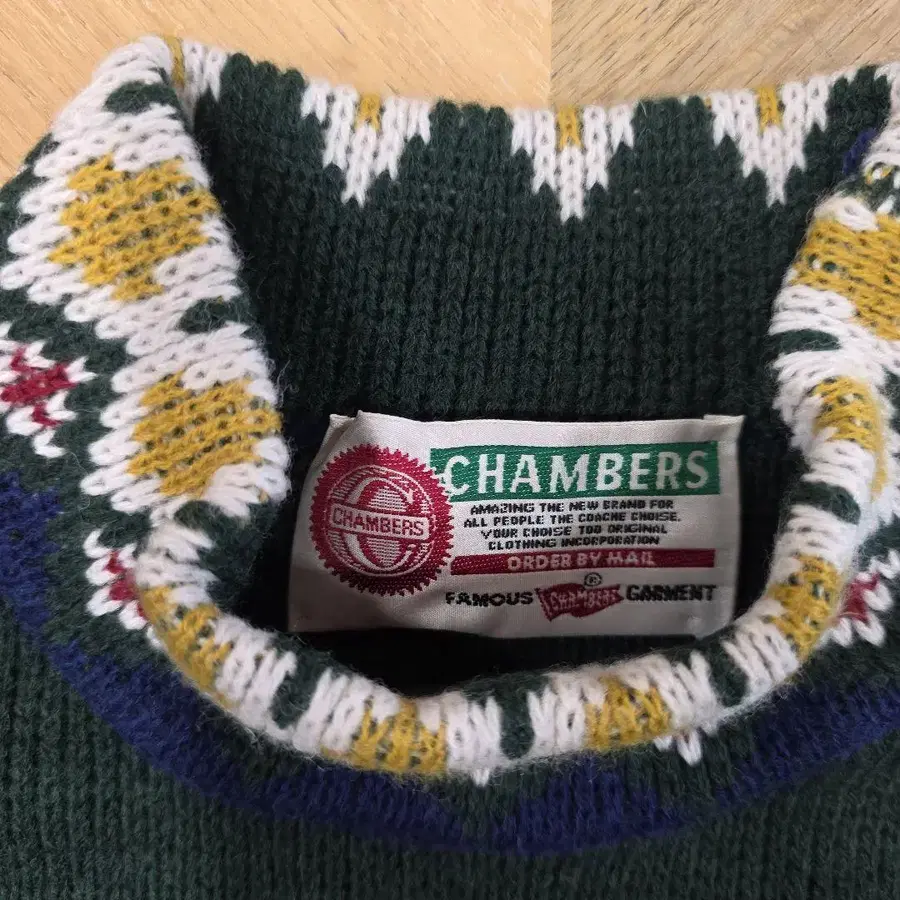 CHAMBERS
CHAMBERS
AMAZING THE NEW BRAND FOR
ALL PEOPLE THE COACHE CHOISE.
YOUR CHOISE TOO ORIGINAL
CLOTHING INCORPORATION
ORDER BY MAIL
FAMOUS CHAMBERS ® GARMENT